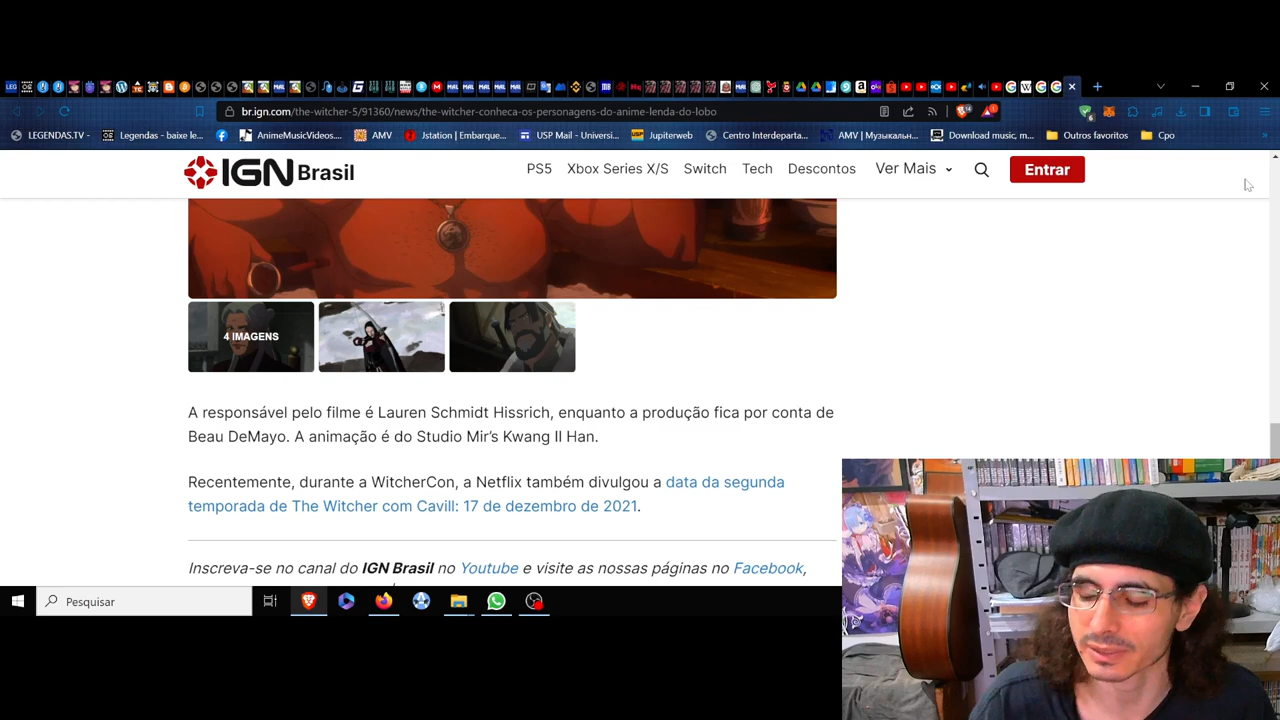 br.ign.com/the-witcher-5/91360/news/the-witcher-conheca-os-personagens-do-anime-lenda-do-lobo
LEGENDAS.TV - Legendas - baixe le... AnimeMusicVideos.... AMV Jstation | Embarque... USP Mail - Universi... Jupiterweb Centro Interdeparta... AMV | Музыкальн... Download music, m... Outros favoritos Cpo
IGN Brasil PS5 Xbox Series X/S Switch Tech Descontos Ver Mais Entrar
4 IMAGENS
A responsável pelo filme é Lauren Schmidt Hissrich, enquanto a produção fica por conta de
Beau DeMayo. A animação é do Studio Mir’s Kwang II Han.
Recentemente, durante a WitcherCon, a Netflix também divulgou a data da segunda
temporada de The Witcher com Cavill: 17 de dezembro de 2021.
Inscreva-se no canal do IGN Brasil no Youtube e visite as nossas páginas no Facebook,
Pesquisar